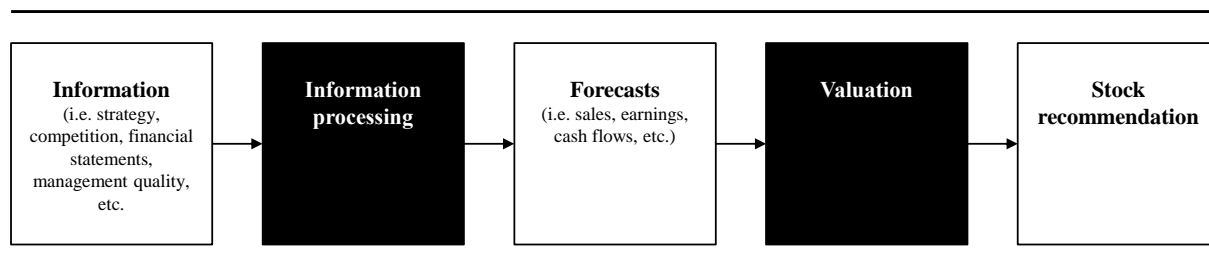 Information
(i.e. strategy,
competition, financial
statements,
management quality,
etc.
Information
processing
Forecasts
(i.e. sales, earnings,
cash flows, etc.)
Valuation
Stock
recommendation